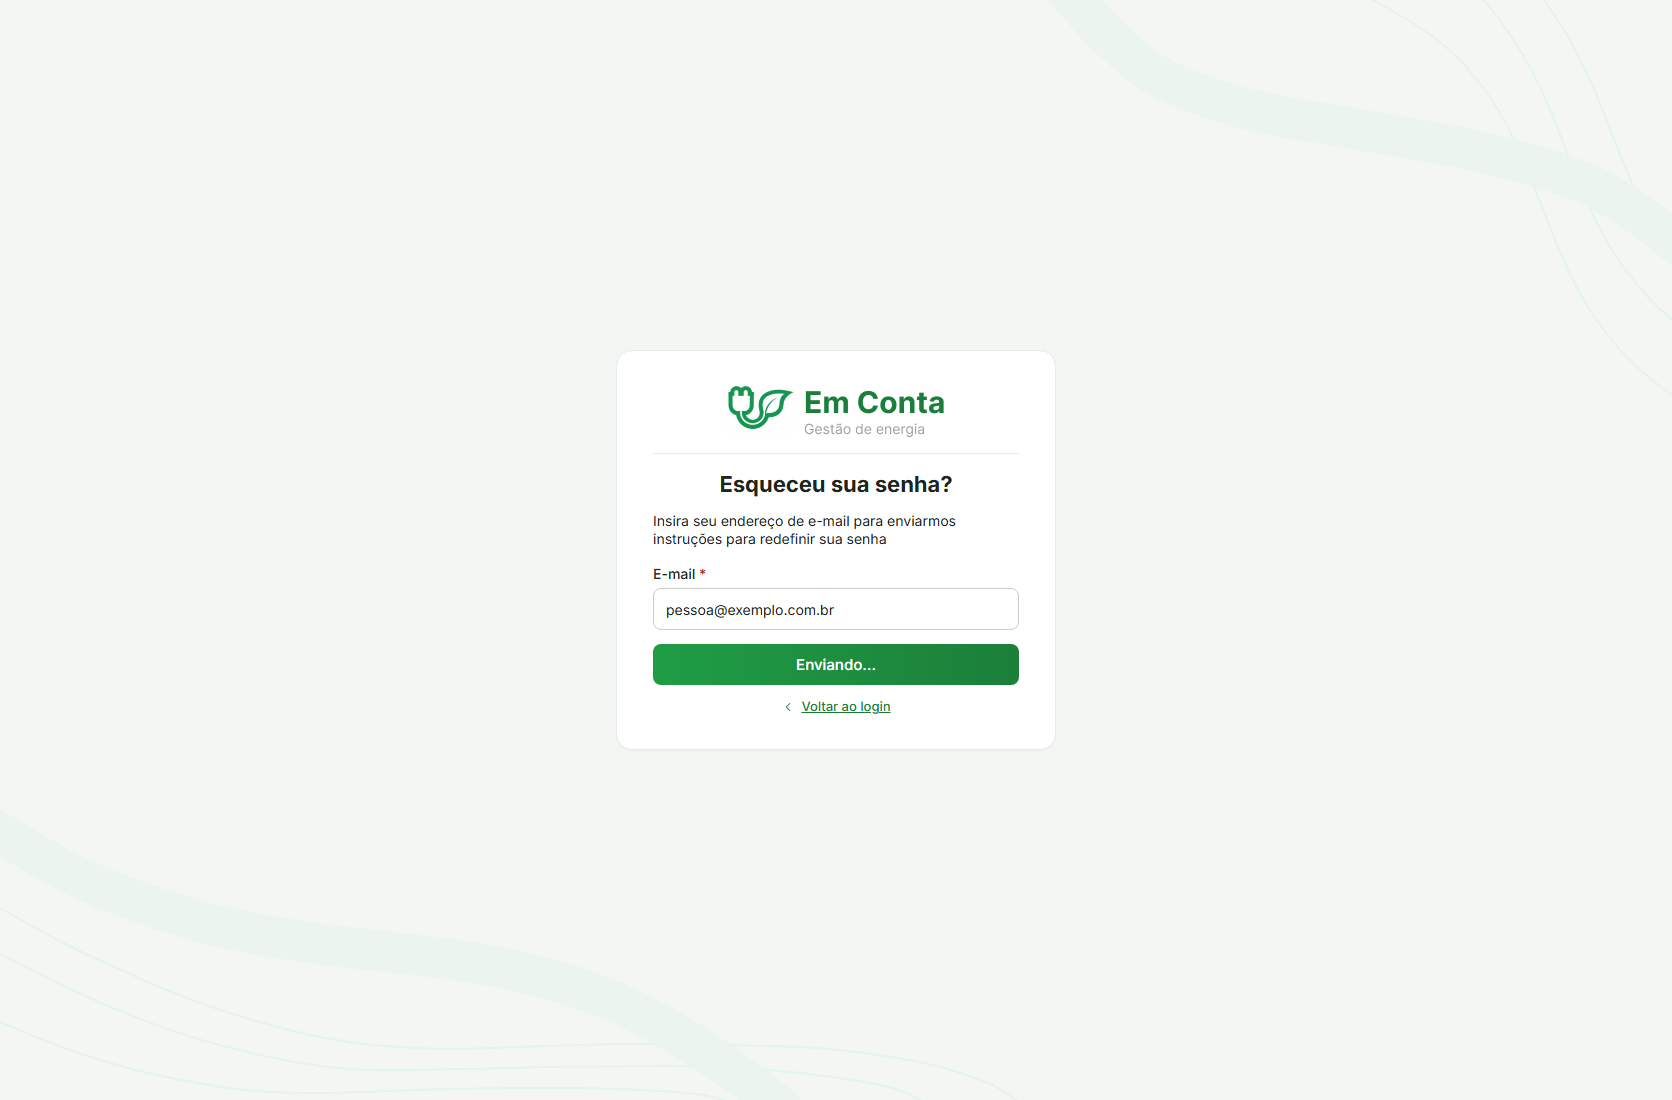 Em Conta
Gestão de energia
Esqueceu sua senha?
Insira seu endereço de e-mail para enviarmos
instruções para redefinir sua senha
E-mail *
pessoa@exemplo.com.br
Enviando...
Voltar ao login